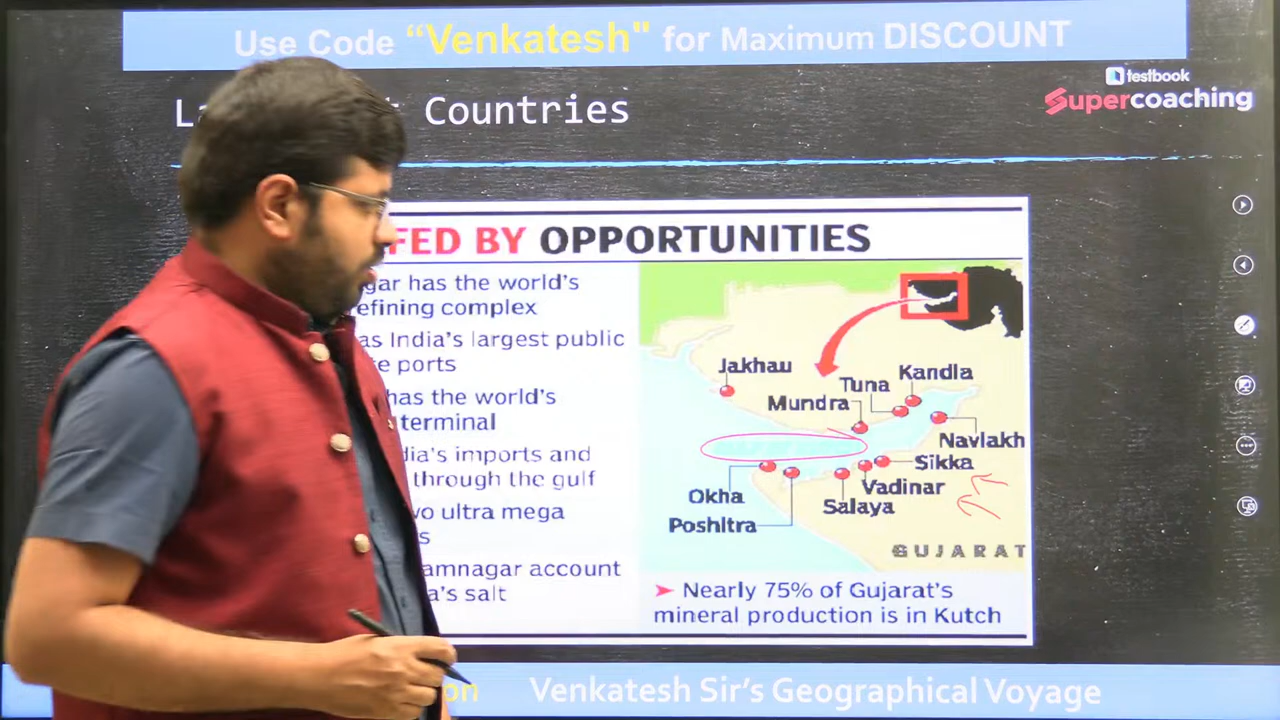 Use Code “Venkatesh" for Maximum DISCOUNT
testbook
Supercoaching
Countries
FED BY OPPORTUNITIES
gar has the world’s
efining complex
as India’s largest public
te ports
has the world’s
terminal
dia’s imports and
through the gulf
vo ultra mega
s
amnagar account
a’s salt
Jakhau
Kandla
Tuna
Mundra
Navlakh
Sikka
Vadinar
Okha
Salaya
Poshitra
GUJARAT
➤ Nearly 75% of Gujarat’s
mineral production is in Kutch
on Venkatesh Sir’s Geographical Voyage